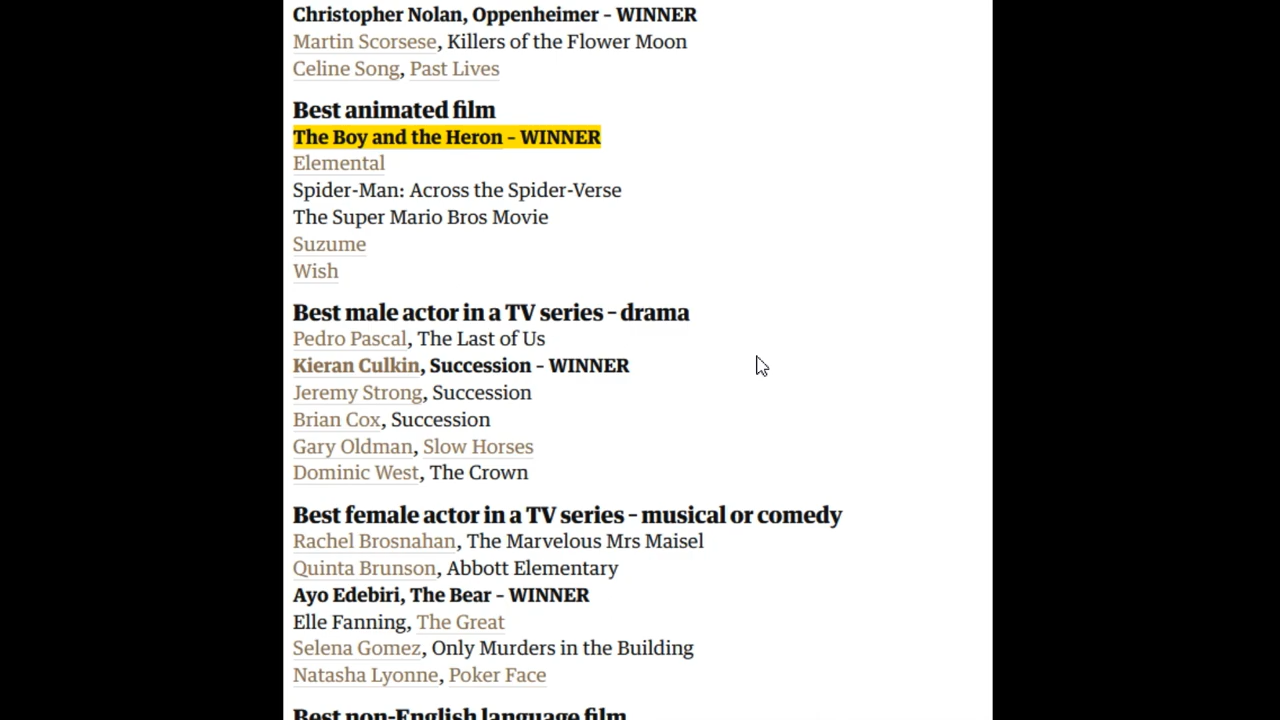 Christopher Nolan, Oppenheimer – WINNER
Martin Scorsese, Killers of the Flower Moon
Celine Song, Past Lives
Best animated film
The Boy and the Heron – WINNER
Elemental
Spider-Man: Across the Spider-Verse
The Super Mario Bros Movie
Suzume
Wish
Best male actor in a TV series – drama
Pedro Pascal, The Last of Us
Kieran Culkin, Succession – WINNER
Jeremy Strong, Succession
Brian Cox, Succession
Gary Oldman, Slow Horses
Dominic West, The Crown
Best female actor in a TV series – musical or comedy
Rachel Brosnahan, The Marvelous Mrs Maisel
Quinta Brunson, Abbott Elementary
Ayo Edebiri, The Bear – WINNER
Elle Fanning, The Great
Selena Gomez, Only Murders in the Building
Natasha Lyonne, Poker Face
Best non-English language film